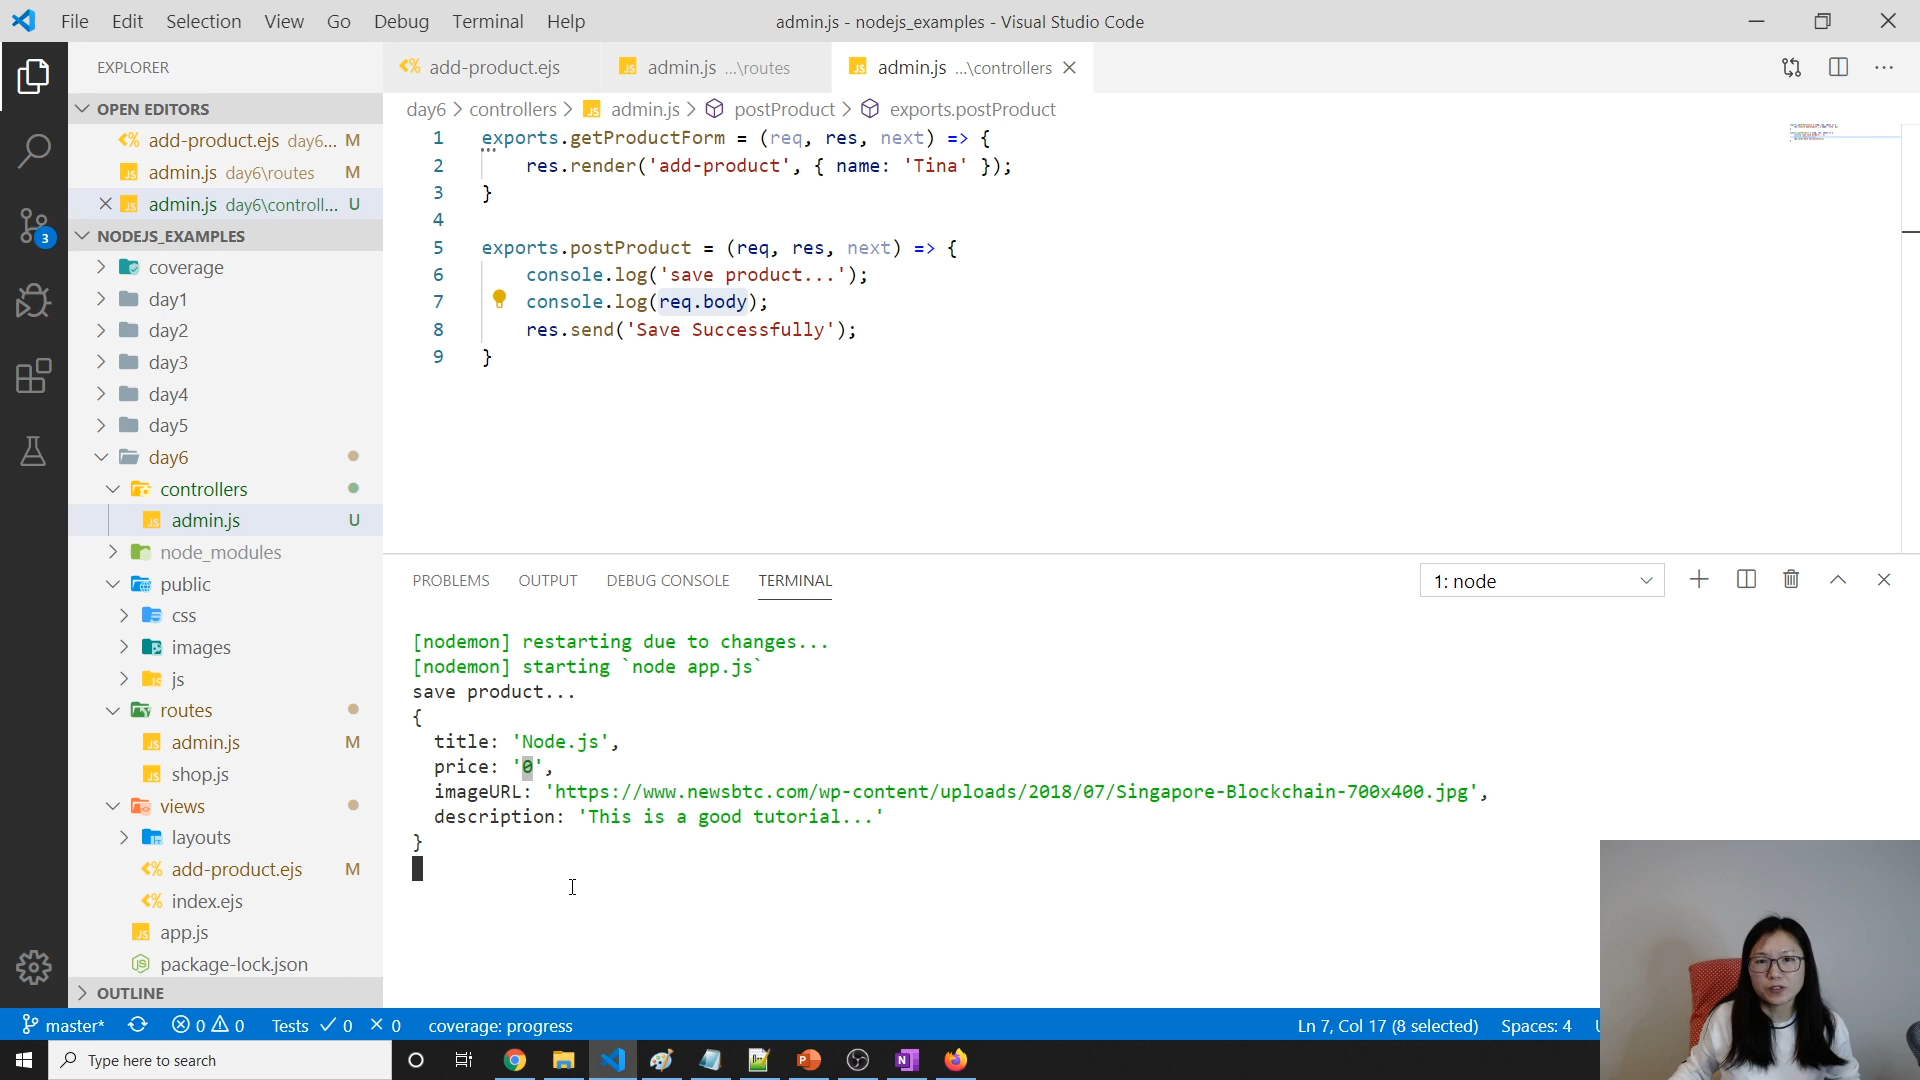 File Edit Selection View Go Debug Terminal Help
admin.js - nodejs_examples - Visual Studio Code
EXPLORER
OPEN EDITORS
add-product.ejs day6... M
admin.js day6\routes M
admin.js day6\controll... U
NODEJS_EXAMPLES
coverage
day1
day2
day3
day4
day5
day6
controllers
admin.js U
node_modules
public
css
images
js
routes
admin.js M
shop.js
views
layouts
add-product.ejs M
index.ejs
app.js
package-lock.json
OUTLINE
3
add-product.ejs
admin.js ...\routes
admin.js ...\controllers
day6 > controllers > admin.js > postProduct > exports.postProduct
1 exports.getProductForm = (req, res, next) => {
2 res.render('add-product', { name: 'Tina' });
3 }
4
5 exports.postProduct = (req, res, next) => {
6 console.log('save product...');
7 console.log(req.body);
8 res.send('Save Successfully');
9 }
PROBLEMS OUTPUT DEBUG CONSOLE TERMINAL
1: node
[nodemon] restarting due to changes...
[nodemon] starting `node app.js`
save product...
{
title: 'Node.js',
price: '0',
imageURL: 'https://www.newsbtc.com/wp-content/uploads/2018/07/Singapore-Blockchain-700x400.jpg',
description: 'This is a good tutorial...'
}
master* 0 0 Tests 0 0 coverage: progress
Ln 7, Col 17 (8 selected) Spaces: 4
Type here to search